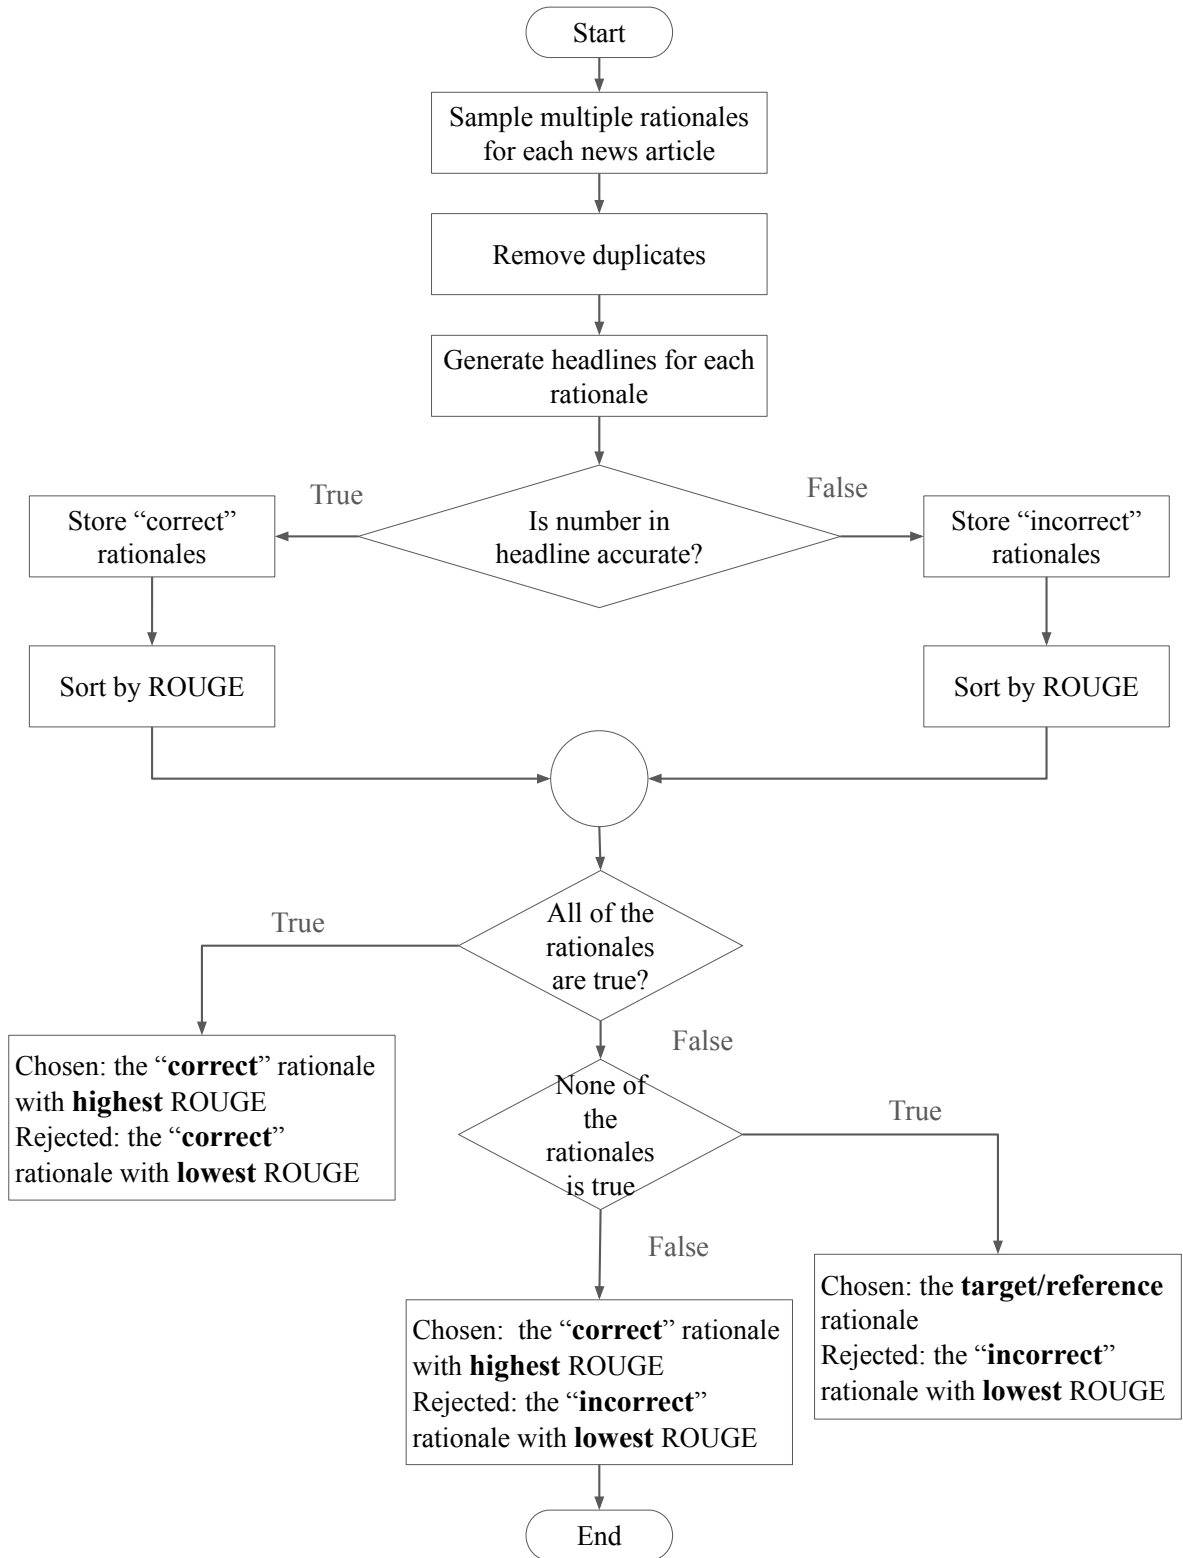 Start
Sample multiple rationales
for each news article
Remove duplicates
Generate headlines for each
rationale
True
False
Store “correct”
rationales
Is number in
headline accurate?
Store “incorrect”
rationales
Sort by ROUGE
Sort by ROUGE
All of the
rationales
are true?
True
False
Chosen: the “correct” rationale
with highest ROUGE
Rejected: the “correct”
rationale with lowest ROUGE
None of
the
rationales
is true
True
False
Chosen: the target/reference
rationale
Rejected: the “incorrect”
rationale with lowest ROUGE
Chosen: the “correct” rationale
with highest ROUGE
Rejected: the “incorrect”
rationale with lowest ROUGE
End